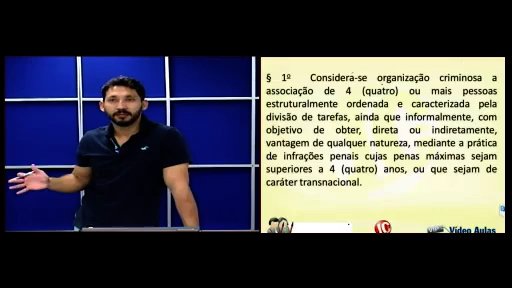 § 1º Considera-se organização criminosa a
associação de 4 (quatro) ou mais pessoas
estruturalmente ordenada e caracterizada pela
divisão de tarefas, ainda que informalmente, com
objetivo de obter, direta ou indiretamente,
vantagem de qualquer natureza, mediante a prática
de infrações penais cujas penas máximas sejam
superiores a 4 (quatro) anos, ou que sejam de
caráter transnacional.
Vídeo Aulas